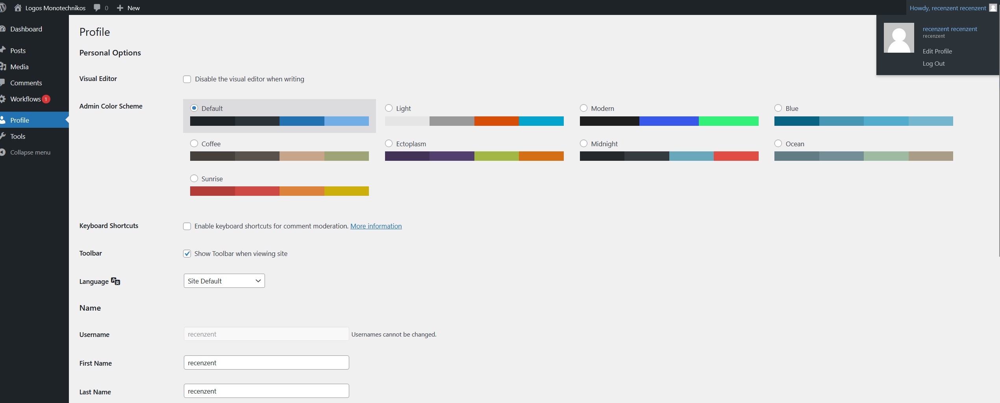 Logos Monotechnikos
0
New
Howdy, recenzent recenzent
recenzent recenzent
recenzent
Edit Profile
Log Out
Dashboard
Posts
Media
Comments
Workflows 1
Profile
Tools
Collapse menu
Profile
Personal Options
Visual Editor
Disable the visual editor when writing
Admin Color Scheme
Default
Light
Modern
Blue
Coffee
Ectoplasm
Midnight
Ocean
Sunrise
Keyboard Shortcuts
Enable keyboard shortcuts for comment moderation. More information
Toolbar
Show Toolbar when viewing site
Language
Site Default
Name
Username
recenzent
Usernames cannot be changed.
First Name
recenzent
Last Name
recenzent